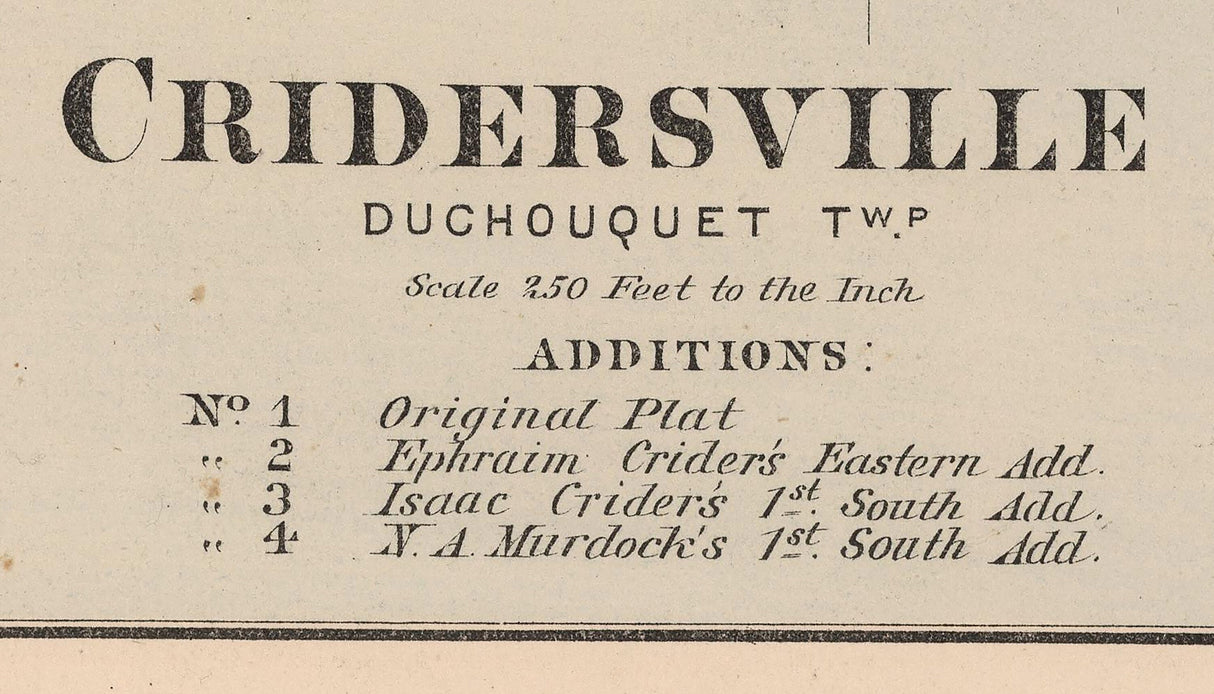 CRIDERSVILLE
DUCHOUQUET TW.P
Scale 250 Feet to the Inch
ADDITIONS:
No. 1 Original Plat
" 2 Ephraim Crider's Eastern Add.
" 3 Isaac Crider's 1st. South Add.
" 4 N. A. Murdock's 1st. South Add.